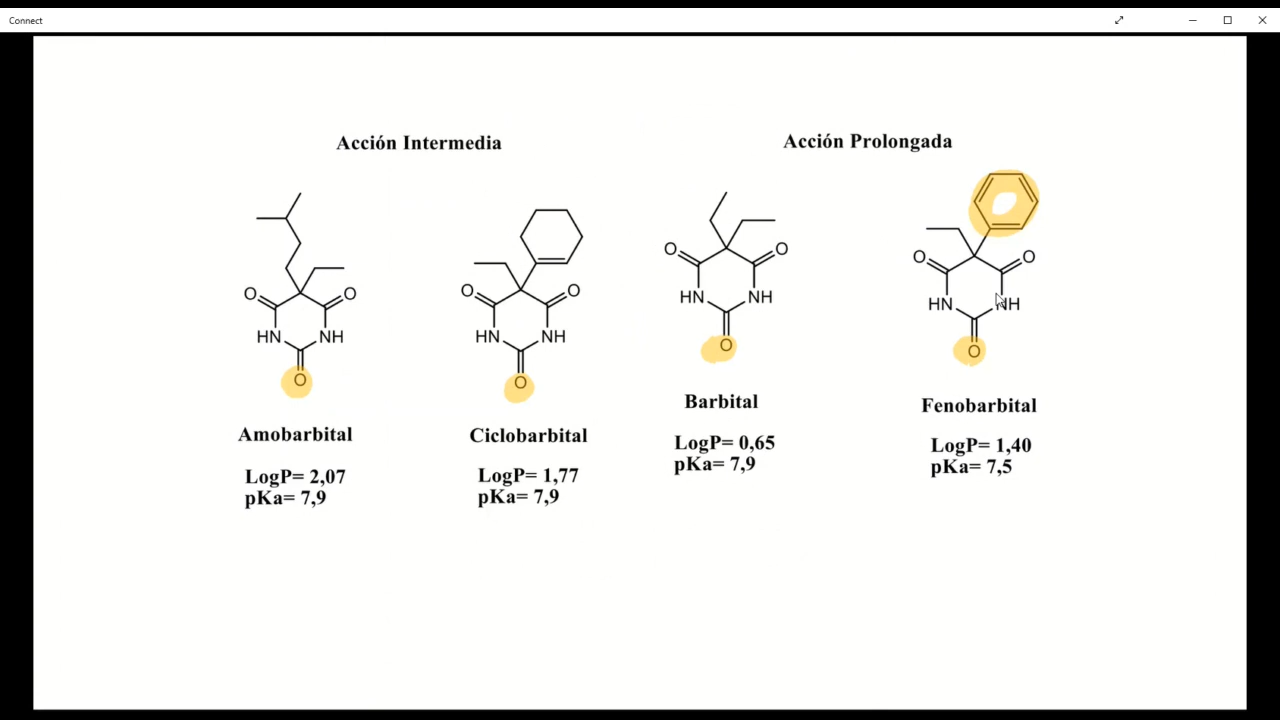 Connect
Acción Intermedia
Acción Prolongada
O O
HN NH
O
Amobarbital
LogP= 2,07
pKa= 7,9
O O
HN NH
O
Ciclobarbital
LogP= 1,77
pKa= 7,9
O O
HN NH
O
Barbital
LogP= 0,65
pKa= 7,9
O O
HN NH
O
Fenobarbital
LogP= 1,40
pKa= 7,5